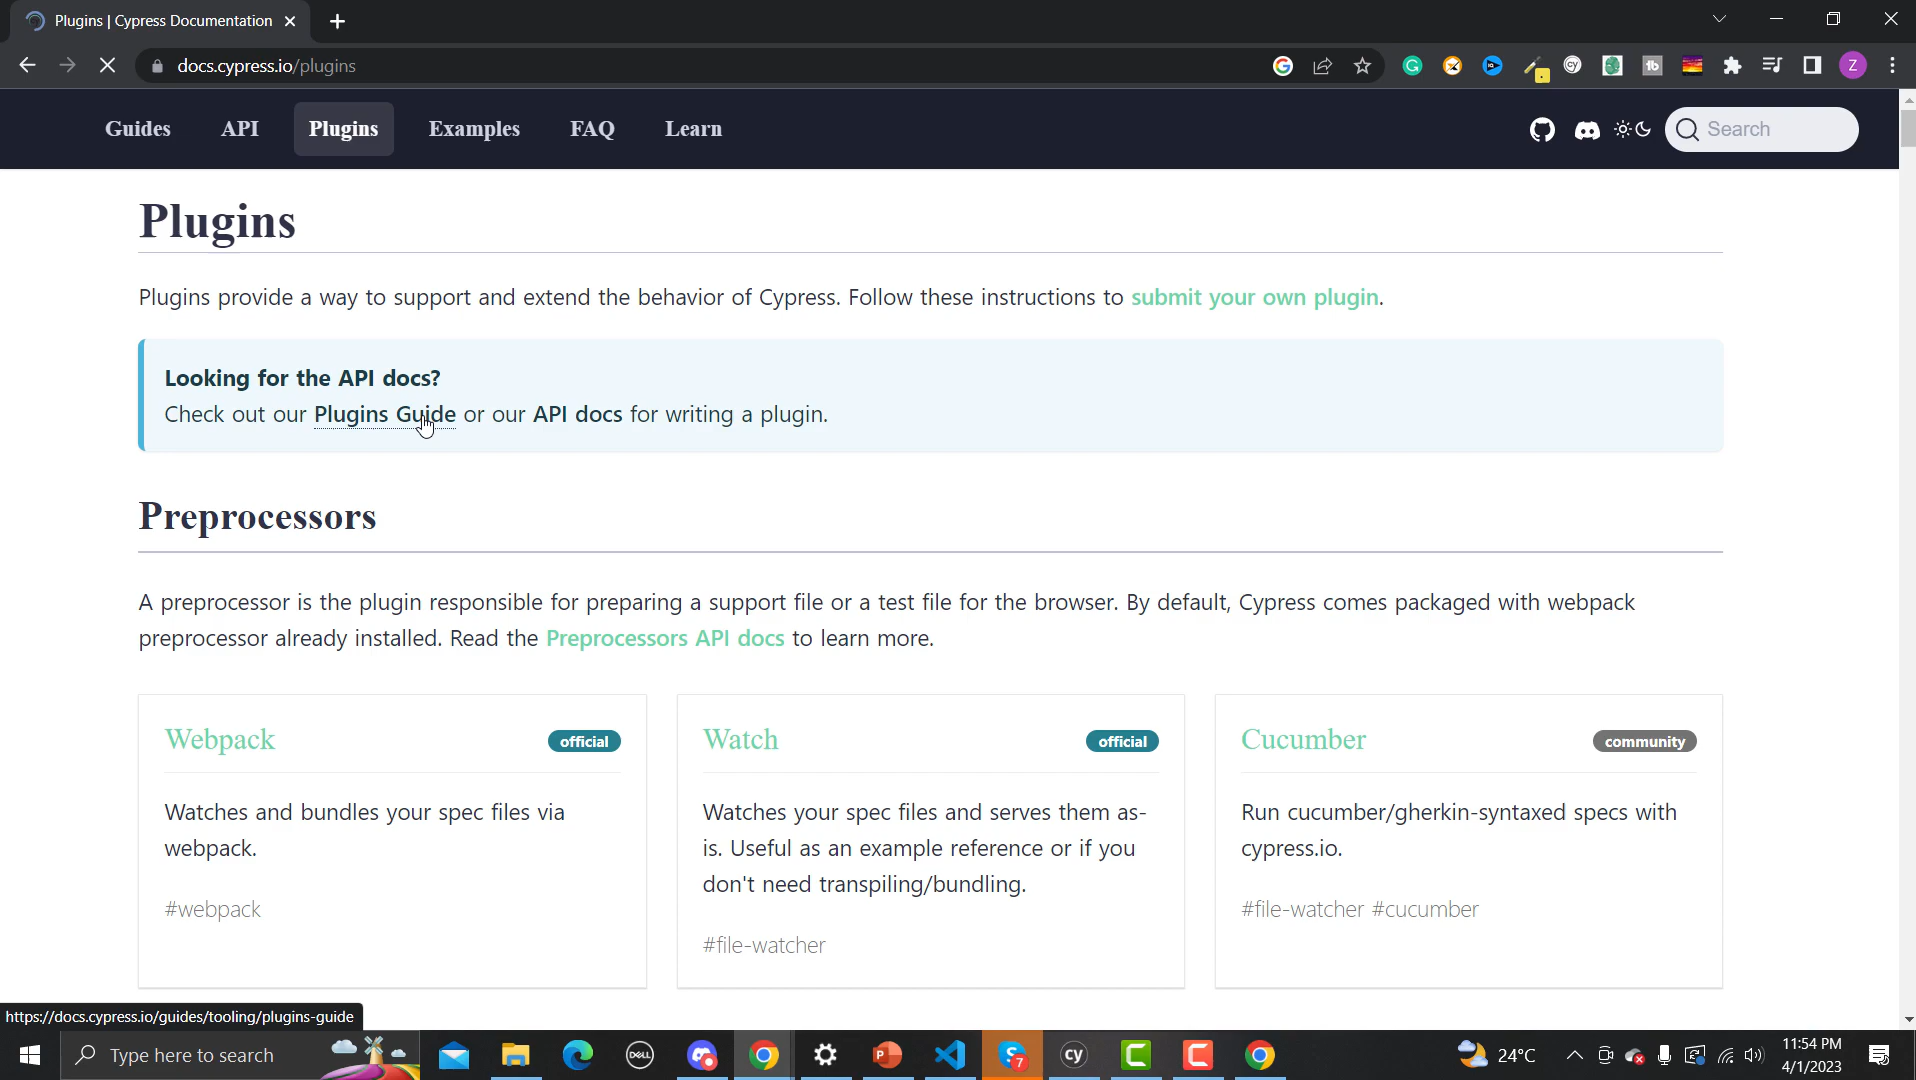 Plugins | Cypress Documentation
docs.cypress.io/plugins
Guides API Plugins Examples FAQ Learn Search
Plugins
Plugins provide a way to support and extend the behavior of Cypress. Follow these instructions to submit your own plugin.
Looking for the API docs?
Check out our Plugins Guide or our API docs for writing a plugin.
Preprocessors
A preprocessor is the plugin responsible for preparing a support file or a test file for the browser. By default, Cypress comes packaged with webpack
preprocessor already installed. Read the Preprocessors API docs to learn more.
Webpack official
Watches and bundles your spec files via
webpack.
#webpack
Watch official
Watches your spec files and serves them as-
is. Useful as an example reference or if you
don't need transpiling/bundling.
#file-watcher
Cucumber community
Run cucumber/gherkin-syntaxed specs with
cypress.io.
#file-watcher #cucumber
https://docs.cypress.io/guides/tooling/plugins-guide
Type here to search
DELL
P
S 7
cy
24°C
11:54 PM
4/1/2023
Z